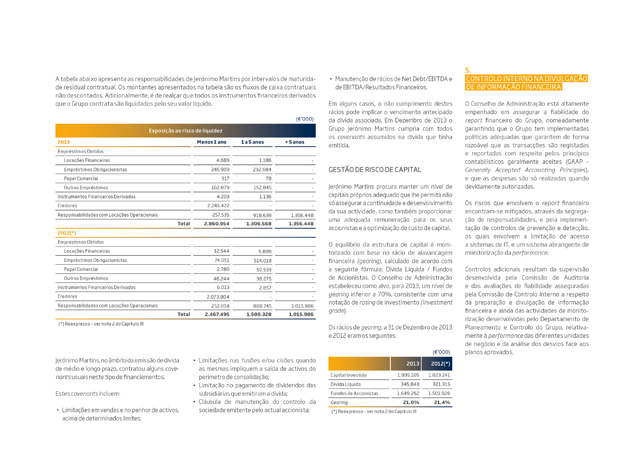 A tabela abaixo apresenta as responsabilidades de Jerónimo Martins por intervalos de maturida-
de residual contratual. Os montantes apresentados na tabela são os fluxos de caixa contratuais
não descontados. Adicionalmente, é de realçar que todos os instrumentos financeiros derivados
que o Grupo contrata são liquidados pelo seu valor líquido.
(€'000)
Exposição ao risco de liquidez
2013 Menos 1 ano 1 a 5 anos + 5 anos
Empréstimos Obtidos
Locações Financeiras 4.683 1.186 -
Empréstimos Obrigacionistas 245.909 232.684 -
Papel Comercial 317 78 -
Outros Empréstimos 102.879 152.845 -
Instrumentos Financeiros Derivados 4.203 1.136 -
Credores 2.245.422 - -
Responsabilidades com Locações Operacionais 257.535 918.639 1.356.448
Total 2.860.954 1.306.568 1.356.448
2012(*)
Empréstimos Obtidos
Locações Financeiras 12.544 5.899 -
Empréstimos Obrigacionistas 74.051 514.019 -
Papel Comercial 2.780 50.533 -
Outros Empréstimos 46.244 38.275 -
Instrumentos Financeiros Derivados 6.013 2.857 -
Credores 2.073.804 - -
Responsabilidades com Locações Operacionais 252.059 888.745 1.015.986
Total 2.467.495 1.500.328 1.015.986
(*) Reexpresso - ver nota 2 do Capítulo III
Jerónimo Martins, no âmbito da emissão de dívida
de médio e longo prazo, contratou alguns cove-
nants usuais neste tipo de financiamentos.
Estes covenants incluem:
• Limitações em vendas e no penhor de activos,
acima de determinados limites;
• Limitações nas fusões e/ou cisões quando
as mesmas impliquem a saída de activos do
perímetro de consolidação;
• Limitação no pagamento de dividendos das
subsidiárias que emitiram a dívida;
• Cláusula de manutenção do controlo da
sociedade emitente pelo actual accionista;
• Manutenção de rácios de Net Debt/EBITDA e
de EBITDA/Resultados Financeiros.
Em alguns casos, o não cumprimento destes
rácios pode implicar o vencimento antecipado
da dívida associada. Em Dezembro de 2013 o
Grupo Jerónimo Martins cumpria com todos
os covenants assumidos na dívida que tinha
emitida.
GESTÃO DE RISCO DE CAPITAL
Jerónimo Martins procura manter um nível de
capitais próprios adequado que lhe permita não
só assegurar a continuidade e desenvolvimento
da sua actividade, como também proporcionar
uma adequada remuneração para os seus
accionistas e a optimização do custo de capital.
O equilíbrio da estrutura de capital é moni-
torizado com base no rácio de alavancagem
financeira (gearing), calculado de acordo com
a seguinte fórmula: Dívida Líquida / Fundos
de Accionistas. O Conselho de Administração
estabeleceu como alvo, para 2013, um nível de
gearing inferior a 70%, consistente com uma
notação de rating de investimento (investment
grade).
Os rácios de gearing, a 31 de Dezembro de 2013
e 2012 eram os seguintes:
(€'000)
2013 2012(*)
Capital Investido 1.995.105 1.823.241
Dívida Líquida 345.843 321.315
Fundos de Accionistas 1.649.262 1.501.926
Gearing 21,0% 21,4%
(*) Reexpresso - ver nota 2 do Capítulo III
5.
CONTROLO INTERNO NA DIVULGAÇÃO
DE INFORMAÇÃO FINANCEIRA
O Conselho de Administração está altamente
empenhado em assegurar a fiabilidade do
report financeiro do Grupo, nomeadamente
garantindo que o Grupo tem implementadas
políticas adequadas que garantem de forma
razoável que as transacções são registadas
e reportadas com respeito pelos princípios
contabilísticos geralmente aceites (GAAP -
Generally Accepted Accounting Principles),
e que as despesas são só realizadas quando
devidamente autorizadas.
Os riscos que envolvem o report financeiro
encontram-se mitigados, através da segrega-
ção de responsabilidades, e pela implemen-
tação de controlos de prevenção e detecção,
os quais envolvem a limitação de acesso
a sistemas de IT, e um sistema abrangente de
monitorização da performance.
Controlos adicionais resultam da supervisão
desenvolvida pela Comissão de Auditoria
e das avaliações de fiabilidade asseguradas
pela Comissão de Controlo Interno a respeito
da preparação e divulgação de informação
financeira e ainda das actividades de monito-
rização desenvolvidas pelo Departamento de
Planeamento e Controlo do Grupo, relativa-
mente à performance das diferentes unidades
de negócio e da análise dos desvios face aos
planos aprovados.